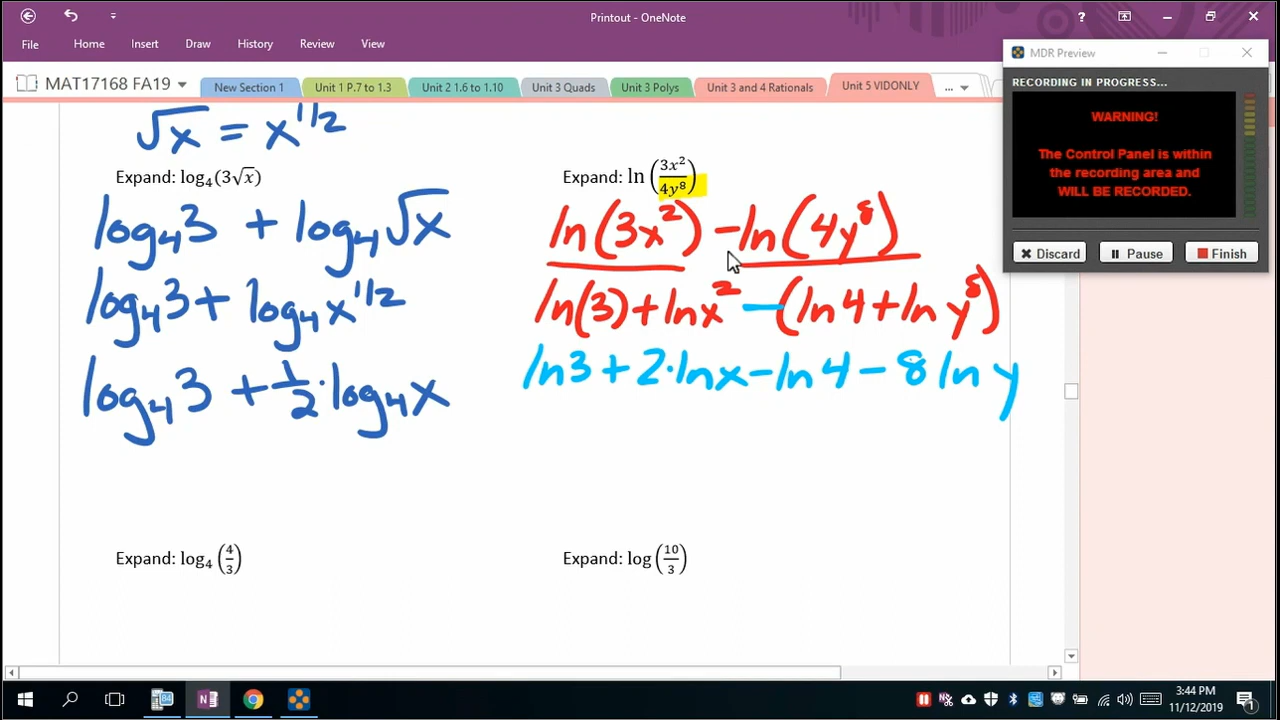 Printout - OneNote
File Home Insert Draw History Review View
MAT17168 FA19 New Section 1 Unit 1 P.7 to 1.3 Unit 2 1.6 to 1.10 Unit 3 Quads Unit 3 Polys Unit 3 and 4 Rationals Unit 5 VIDONLY ...
MDR Preview
RECORDING IN PROGRESS...
WARNING!
The Control Panel is within
the recording area and
WILL BE RECORDED.
Discard Pause Finish
√x = x^1/2
Expand: log₄(3√x)
log₄3 + log₄√x
log₄3 + log₄x^1/2
log₄3 + 1/2·log₄x
Expand: ln (3x²/4y⁸)
ln(3x²) - ln(4y⁸)
ln(3) + lnx² - (ln4 + ln y⁸)
ln3 + 2·lnx - ln4 - 8 ln y
Expand: log₄ (4/3)
Expand: log (10/3)
3:44 PM
11/12/2019
1